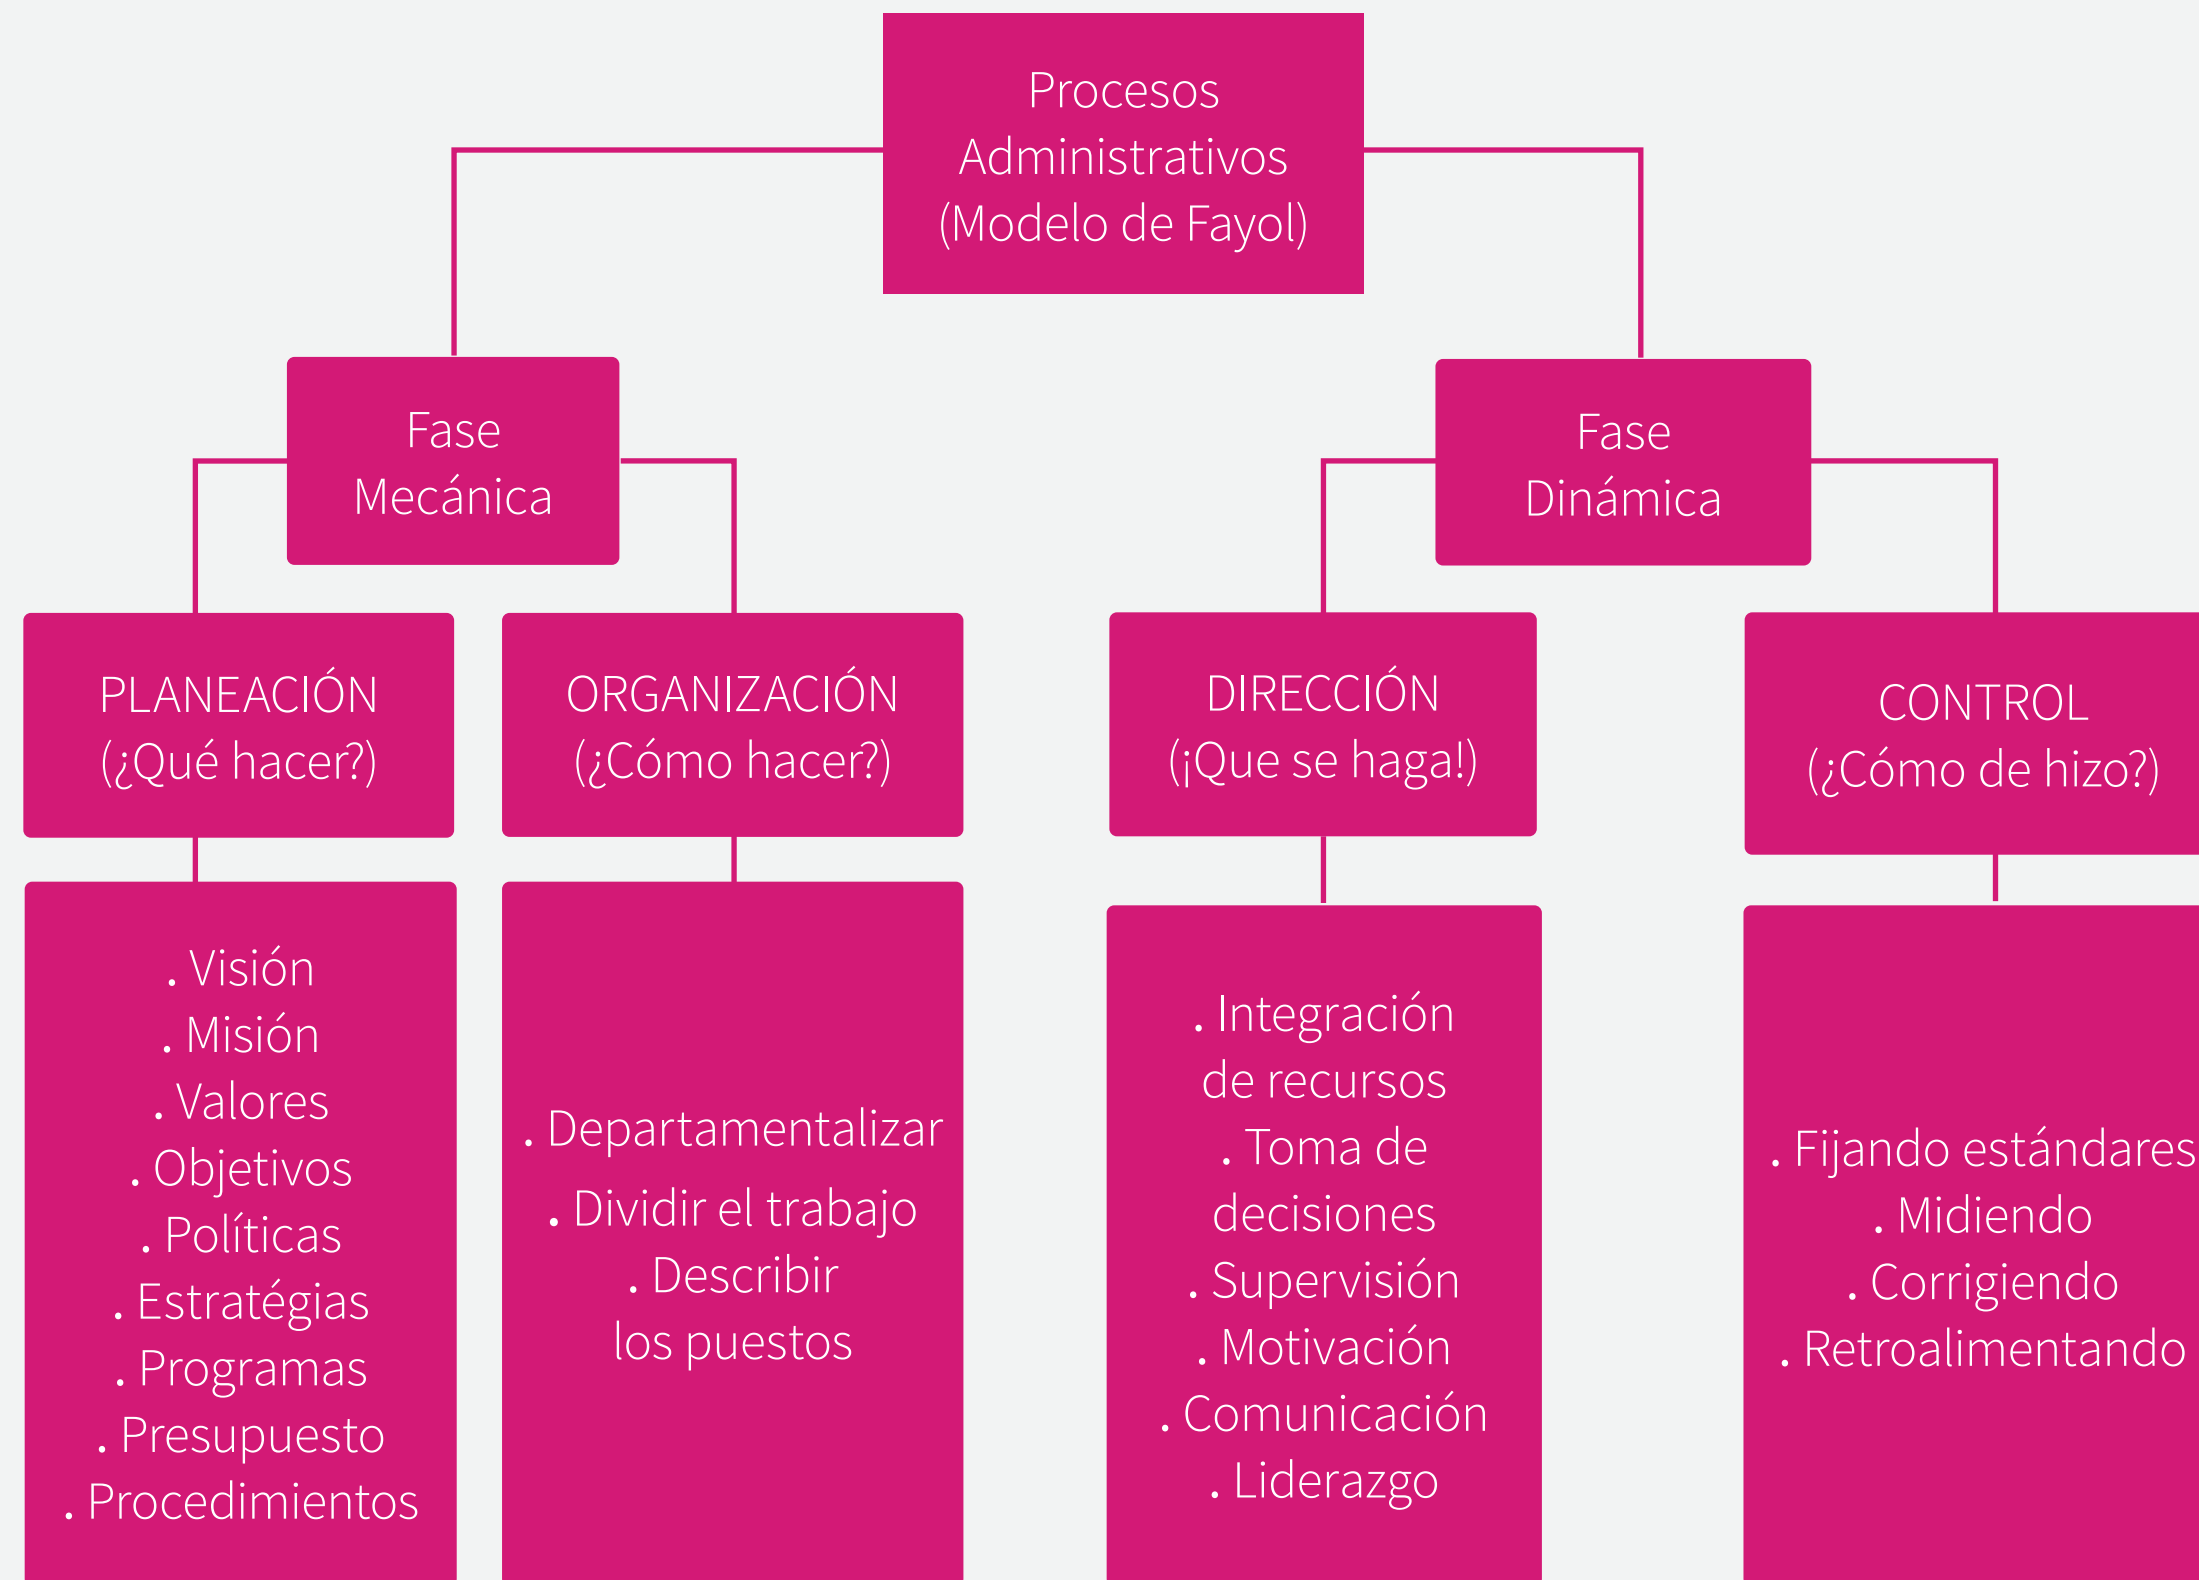 Procesos
Administrativos
(Modelo de Fayol)
Fase
Mecánica
Fase
Dinámica
PLANEACIÓN
(¿Qué hacer?)
ORGANIZACIÓN
(¿Cómo hacer?)
DIRECCIÓN
(¡Que se haga!)
CONTROL
(¿Cómo de hizo?)
. Visión
. Misión
. Valores
. Objetivos
. Políticas
. Estratégias
. Programas
. Presupuesto
. Procedimientos
. Departamentalizar
. Dividir el trabajo
. Describir
los puestos
. Integración
de recursos
. Toma de
decisiones
. Supervisión
. Motivación
. Comunicación
. Liderazgo
. Fijando estándares
. Midiendo
. Corrigiendo
. Retroalimentando